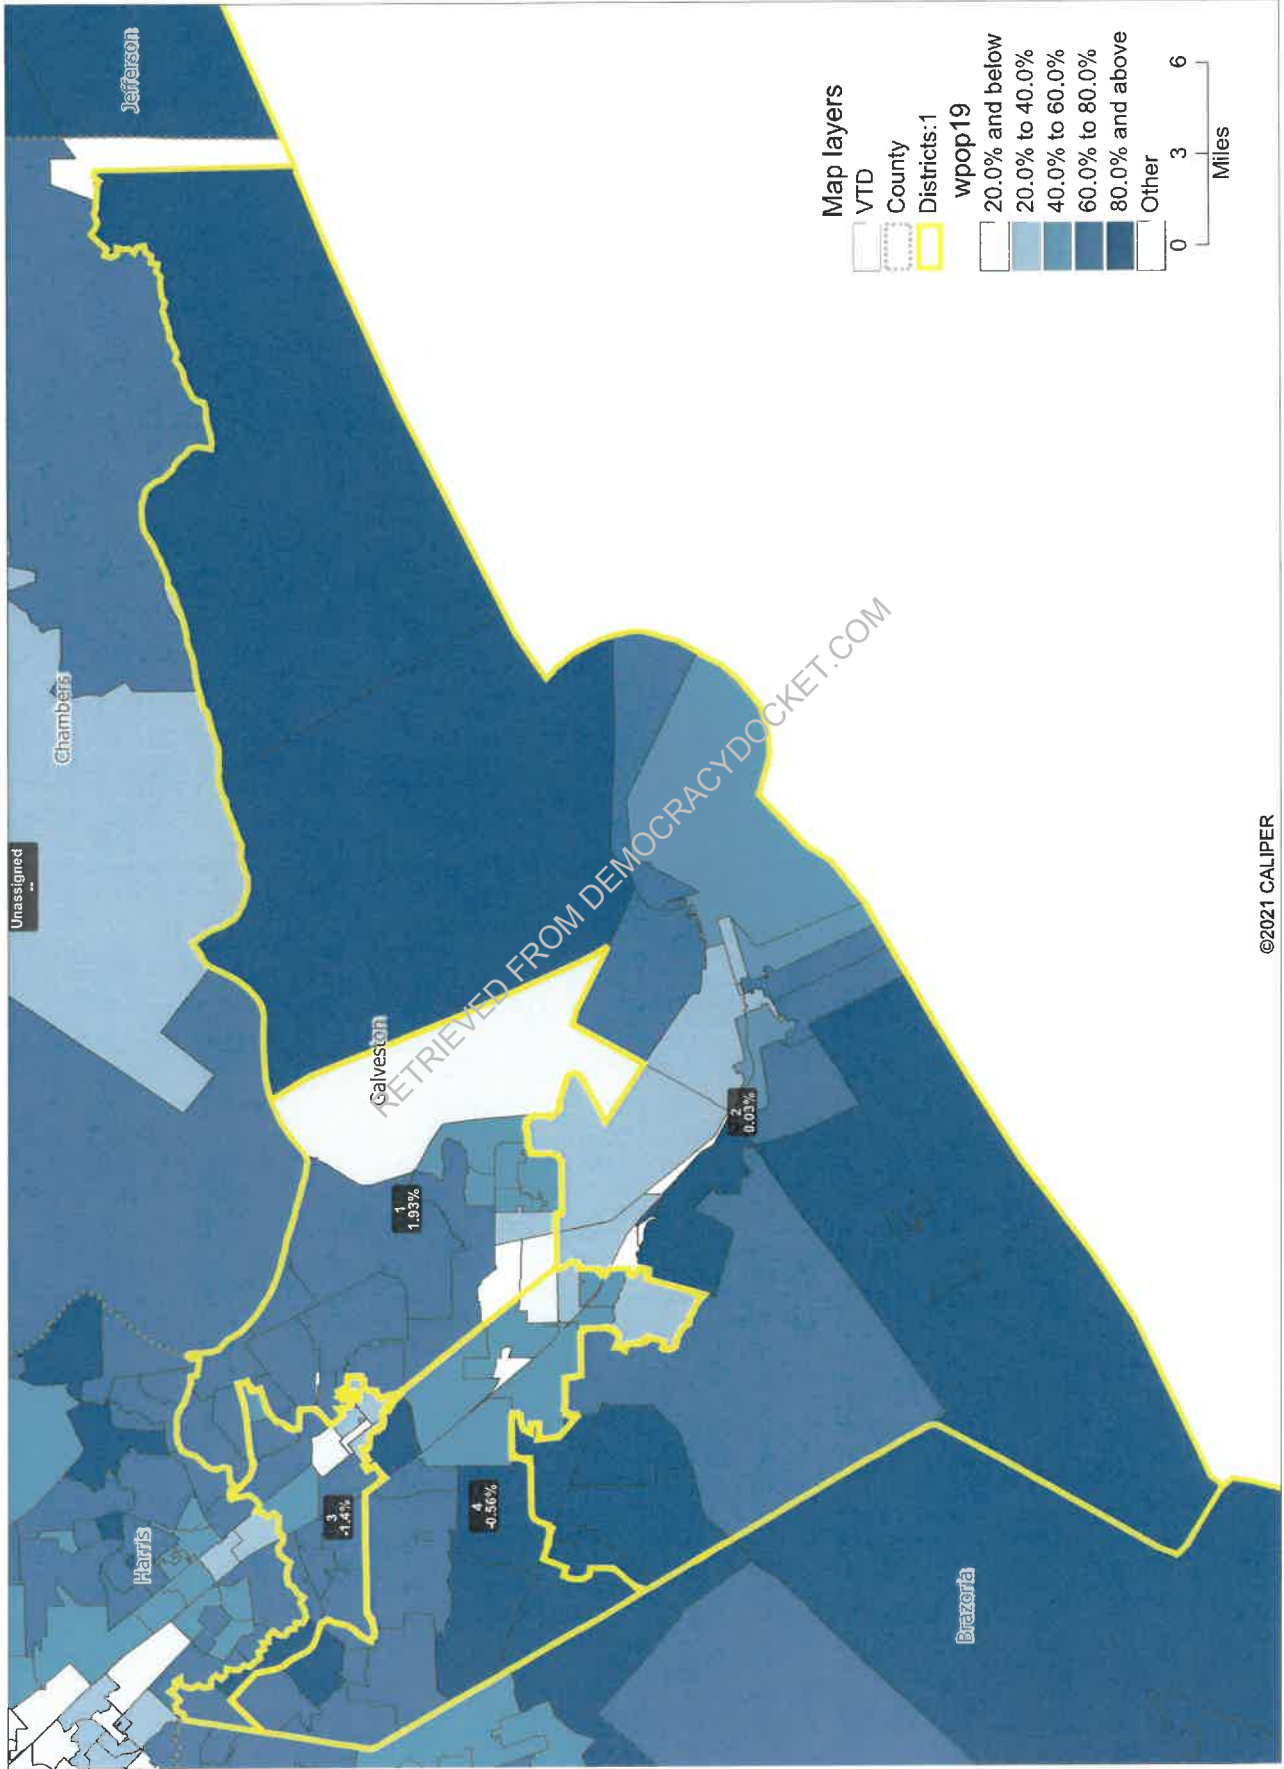 Jefferson
Chambers
Unassigned
--
Harris
Galveston
Brazoria
1
1.93%
2
0.03%
3
-1.4%
4
-0.56%
Map layers
VTD
County
Districts:1
wpop19
20.0% and below
20.0% to 40.0%
40.0% to 60.0%
60.0% to 80.0%
80.0% and above
Other
0 3 6
Miles
©2021 CALIPER
RETRIEVED FROM DEMOCRACYDOCKET.COM